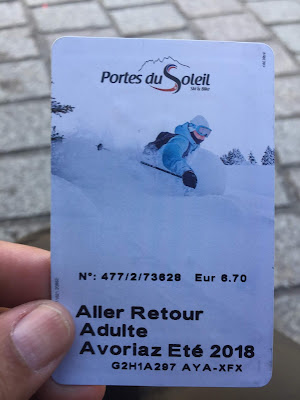 Portes du Soleil
N°: 477/2/73628 Eur 6.70
Aller Retour
Adulte
Avoriaz Eté 2018
G2H1A297 AYA-XFX